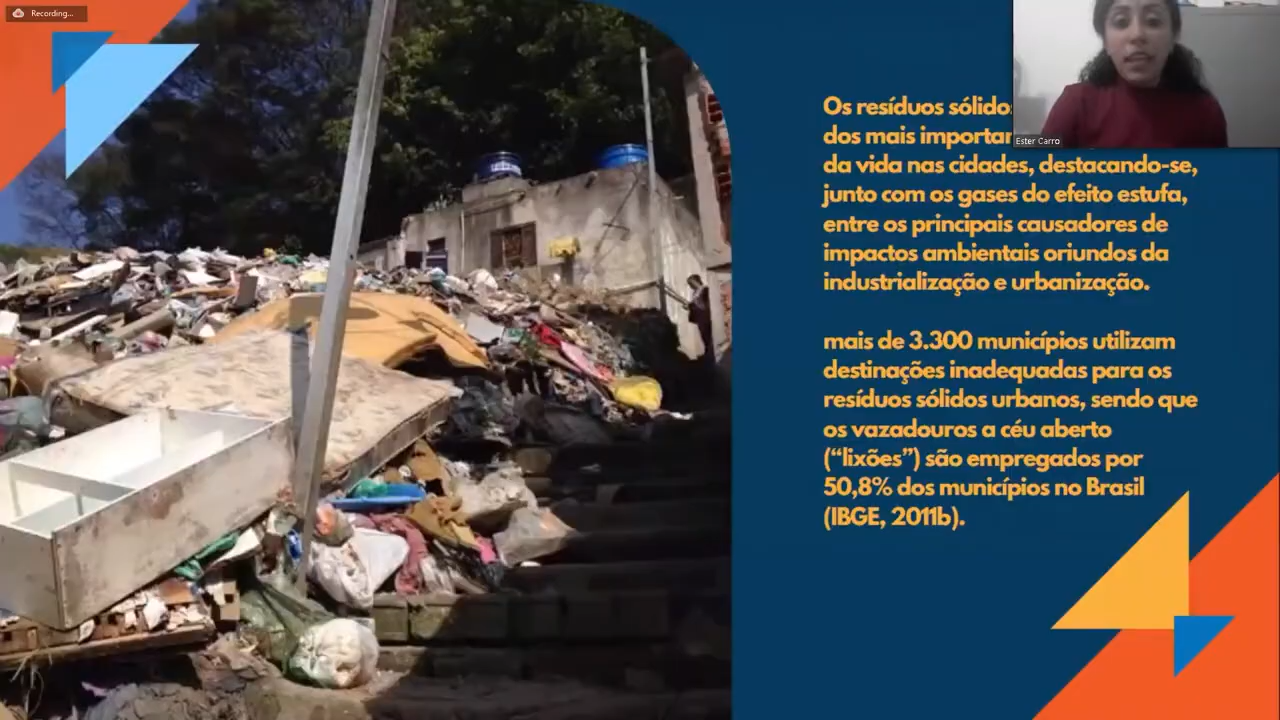 Recording...
Os resíduos sólido
dos mais importan
da vida nas cidades, destacando-se,
junto com os gases do efeito estufa,
entre os principais causadores de
impactos ambientais oriundos da
industrialização e urbanização.
mais de 3.300 municípios utilizam
destinações inadequadas para os
resíduos sólidos urbanos, sendo que
os vazadouros a céu aberto
(“lixões”) são empregados por
50,8% dos municípios no Brasil
(IBGE, 2011b).
Ester Carro